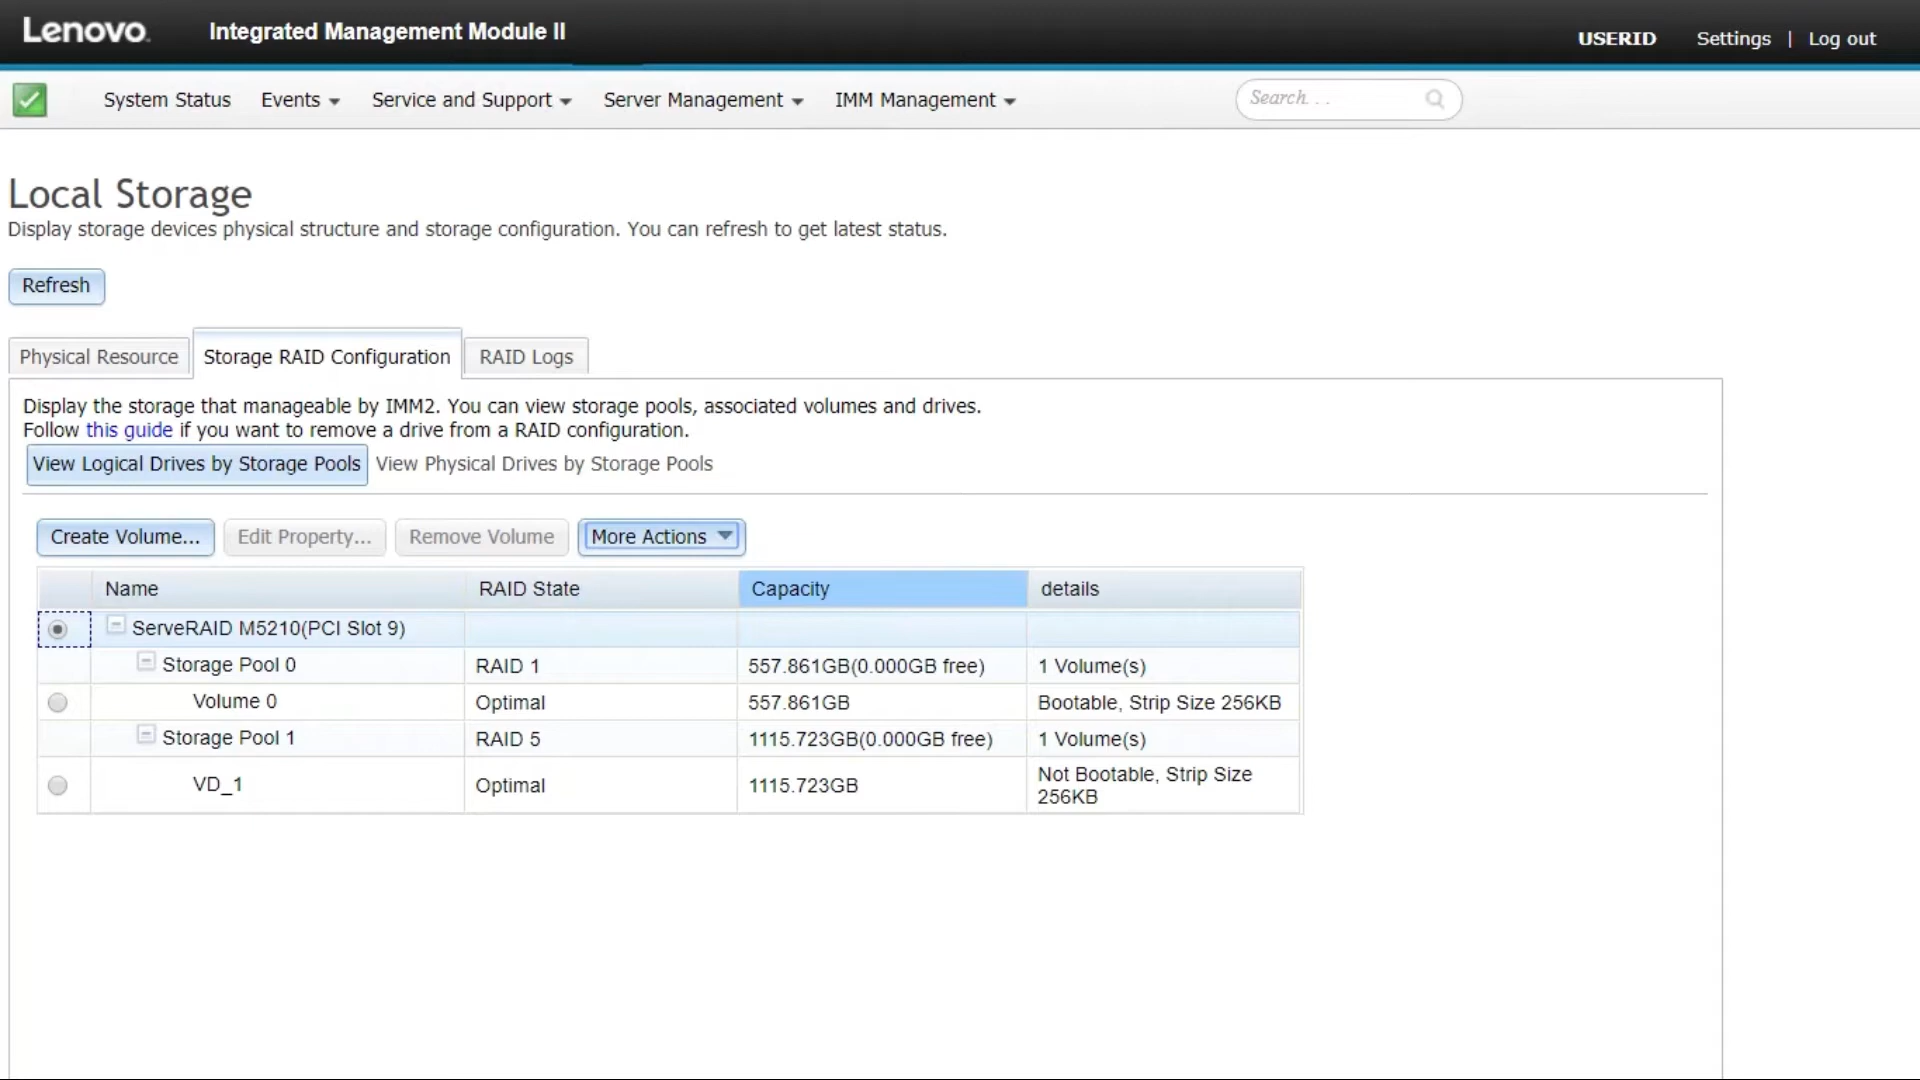 Lenovo
Integrated Management Module II
USERID
Settings | Log out
System Status
Events
Service and Support
Server Management
IMM Management
Search. . .
Local Storage
Display storage devices physical structure and storage configuration. You can refresh to get latest status.
Refresh
Physical Resource
Storage RAID Configuration
RAID Logs
Display the storage that manageable by IMM2. You can view storage pools, associated volumes and drives.
Follow this guide if you want to remove a drive from a RAID configuration.
View Logical Drives by Storage Pools
View Physical Drives by Storage Pools
Create Volume...
Edit Property...
Remove Volume
More Actions
Name RAID State Capacity details
ServeRAID M5210(PCI Slot 9)
Storage Pool 0 RAID 1 557.861GB(0.000GB free) 1 Volume(s)
Volume 0 Optimal 557.861GB Bootable, Strip Size 256KB
Storage Pool 1 RAID 5 1115.723GB(0.000GB free) 1 Volume(s)
VD_1 Optimal 1115.723GB Not Bootable, Strip Size
256KB